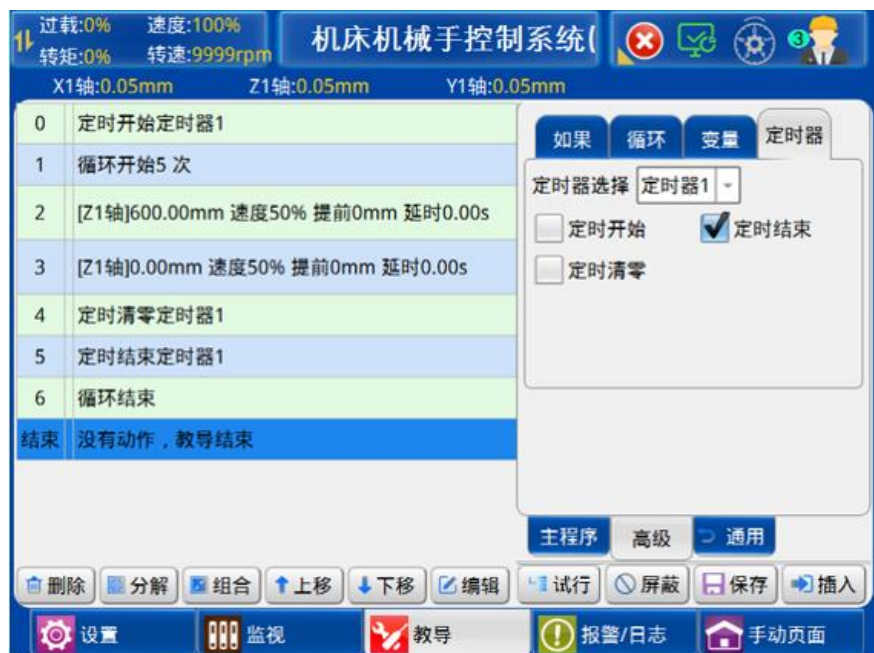 过载:0% 速度:100% 机床机械手控制系统( 3
转矩:0% 转速:9999rpm
X1轴:0.05mm Z1轴:0.05mm Y1轴:0.05mm
0 定时开始定时器1
1 循环开始5 次
2 [Z1轴]600.00mm 速度50% 提前0mm 延时0.00s
3 [Z1轴]0.00mm 速度50% 提前0mm 延时0.00s
4 定时清零定时器1
5 定时结束定时器1
6 循环结束
结束 没有动作，教导结束
如果 循环 变量 定时器
定时器选择 定时器1
定时开始 定时结束
定时清零
主程序 高级 通用
删除 分解 组合 上移 下移 编辑 试行 屏蔽 保存 插入
设置 监视 教导 报警/日志 手动页面